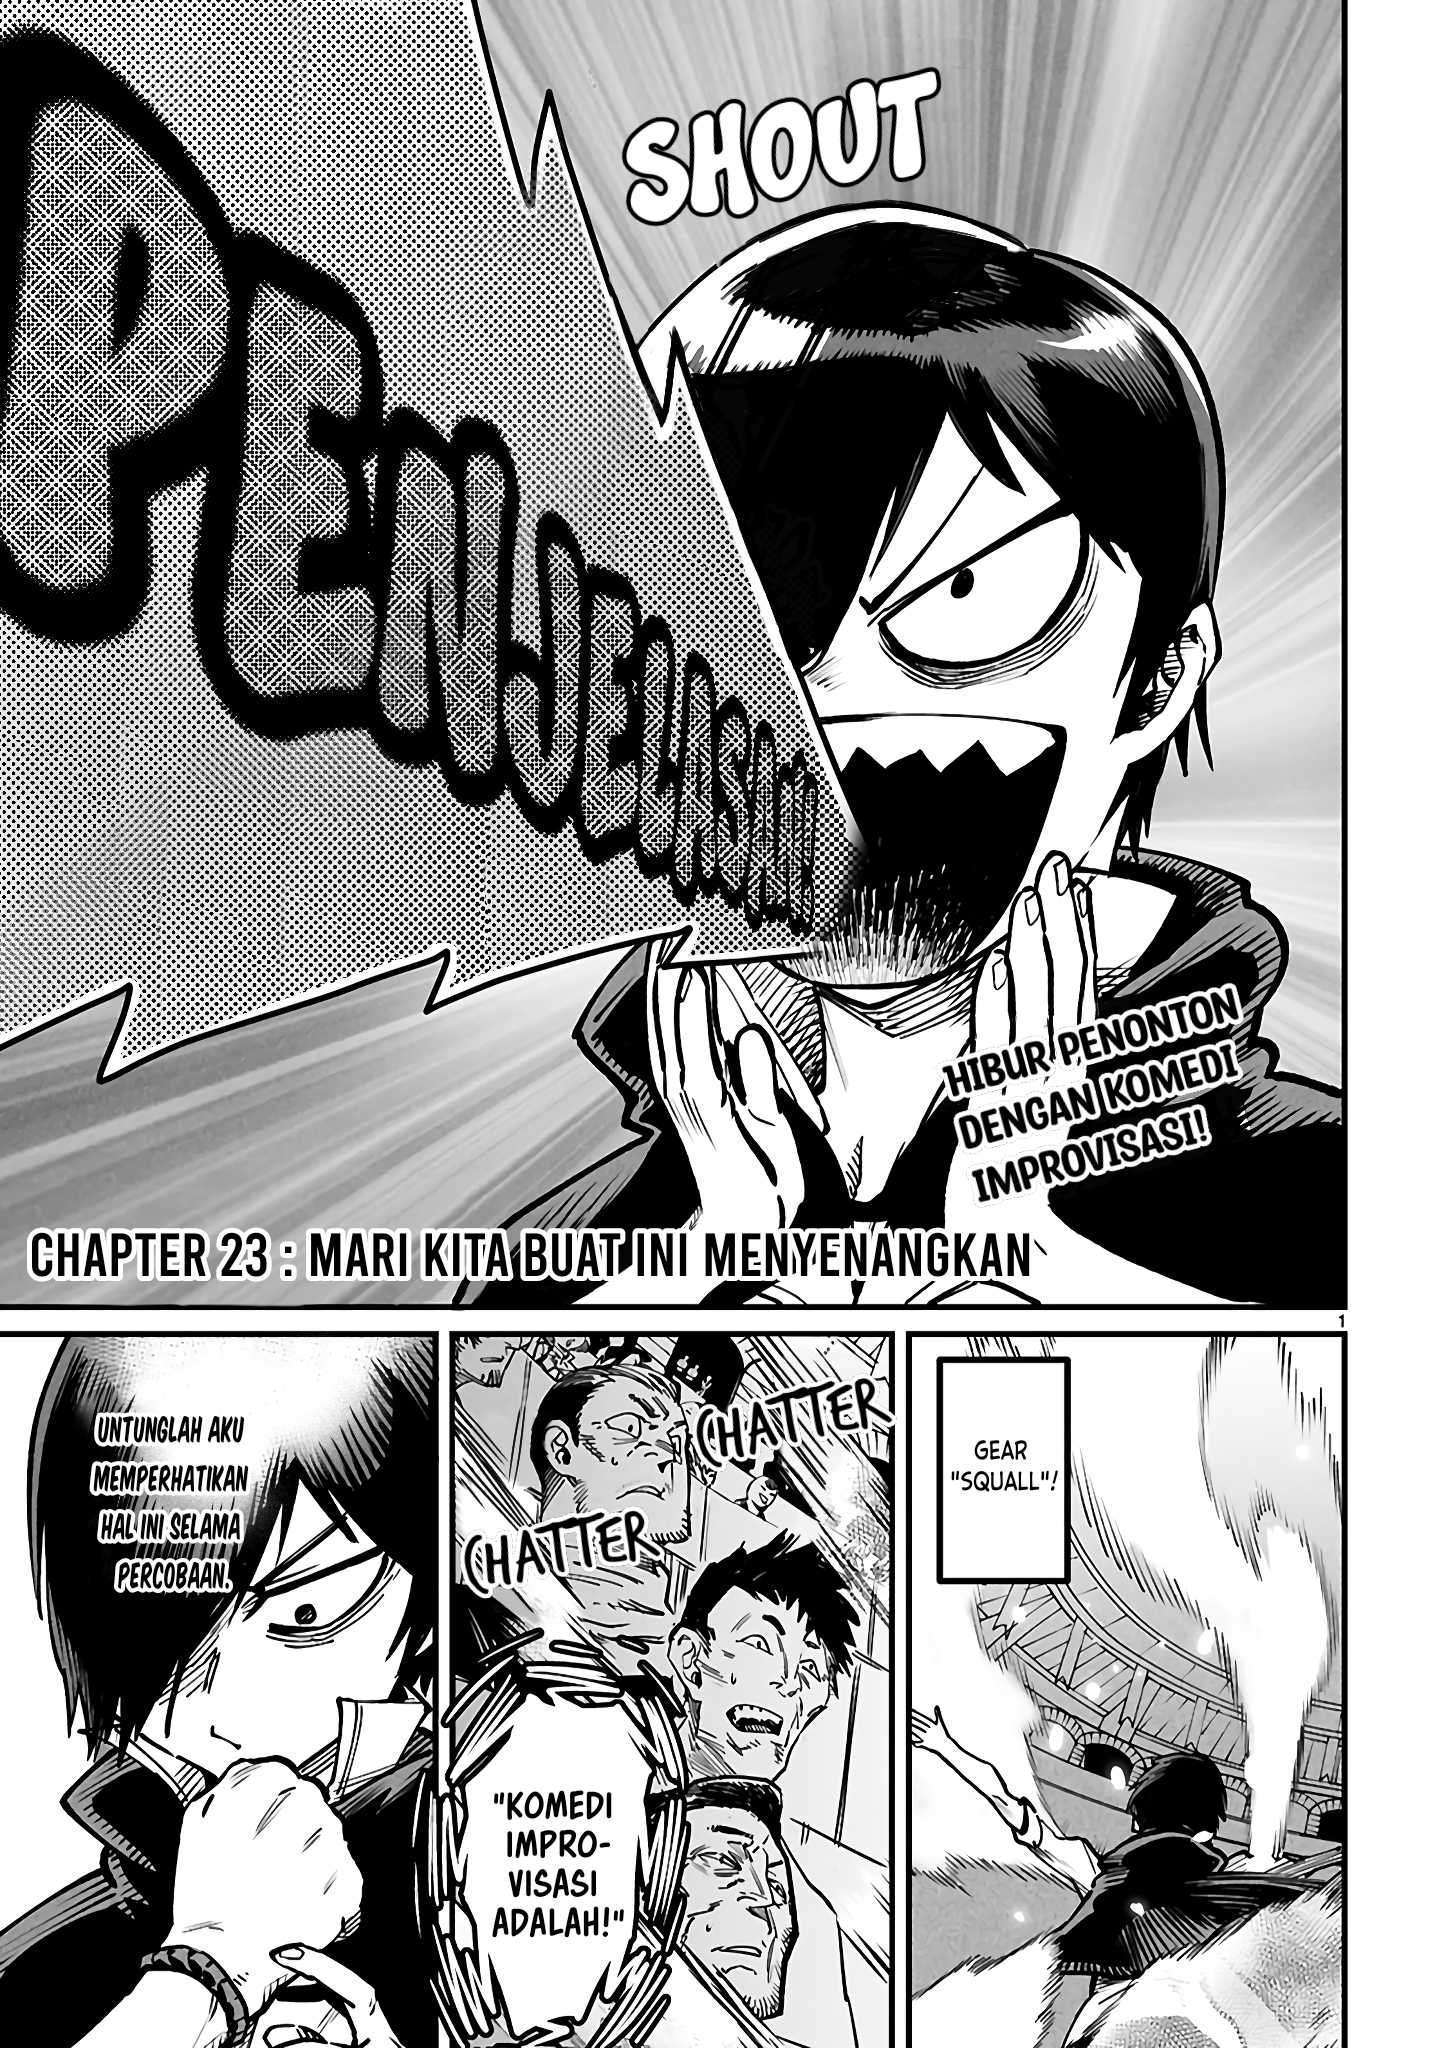 SHOUT
PENJELASAN
HIBUR PENONTON
DENGAN KOMEDI
IMPROVISASI!
CHAPTER 23 : MARI KITA BUAT INI MENYENANGKAN
1
GEAR
"SQUALL"!
CHATTER
CHATTER
"KOMEDI
IMPRO-
VISASI
ADALAH!"
UNTUNGLAH AKU
MEMPERHATIKAN
HAL INI SELAMA
PERCOBAAN.